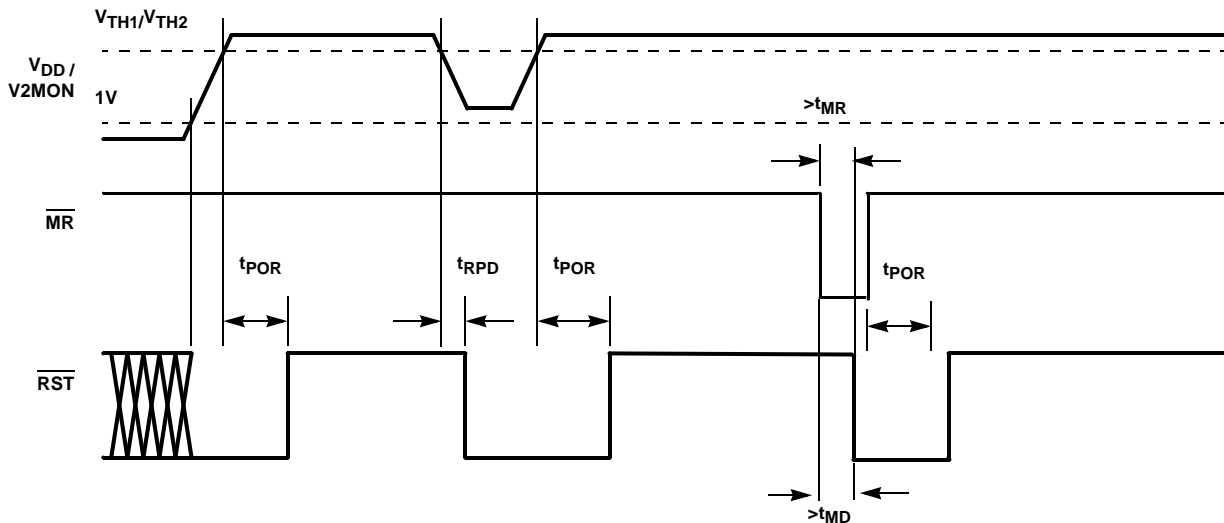 VTH1/VTH2
VDD /
V2MON
1V
>tMR
MR
tPOR
tRPD
tPOR
tPOR
RST
>tMD